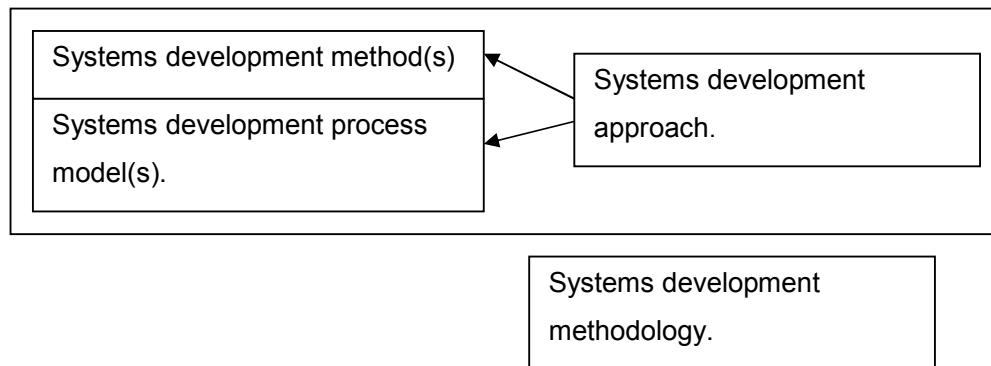 Systems development method(s)
Systems development process
model(s).
Systems development
approach.
Systems development
methodology.